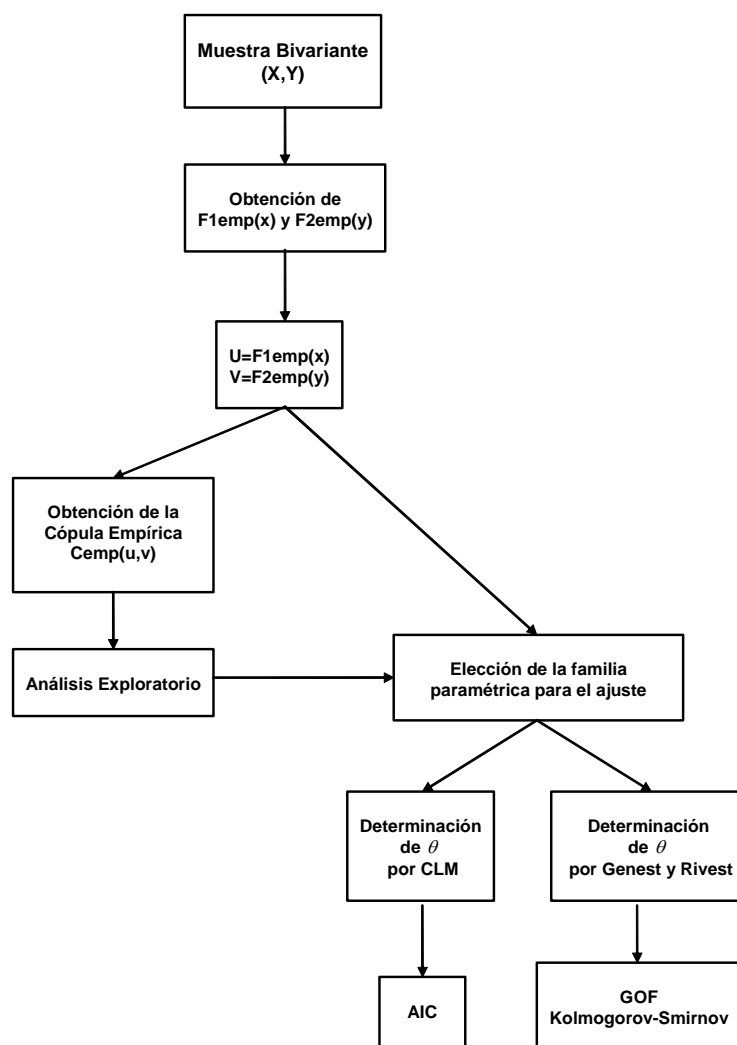 Muestra Bivariante
(X,Y)
Obtención de
F1emp(x) y F2emp(y)
U=F1emp(x)
V=F2emp(y)
Obtención de la
Cópula Empírica
Cemp(u,v)
Análisis Exploratorio
Elección de la familia
paramétrica para el ajuste
Determinación
de θ
por CLM
Determinación
de θ
por Genest y Rivest
AIC
GOF
Kolmogorov-Smirnov